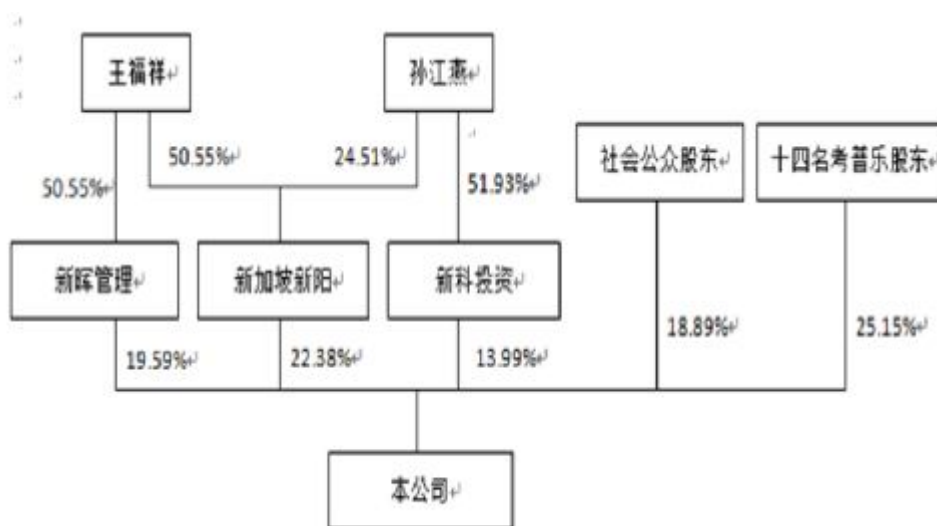 王福祥
孙江燕
50.55%
24.51%
社会公众股东
十四名考普乐股东
50.55%
51.93%
新晖管理
新加坡新阳
新科投资
18.89%
25.15%
19.59%
22.38%
13.99%
本公司